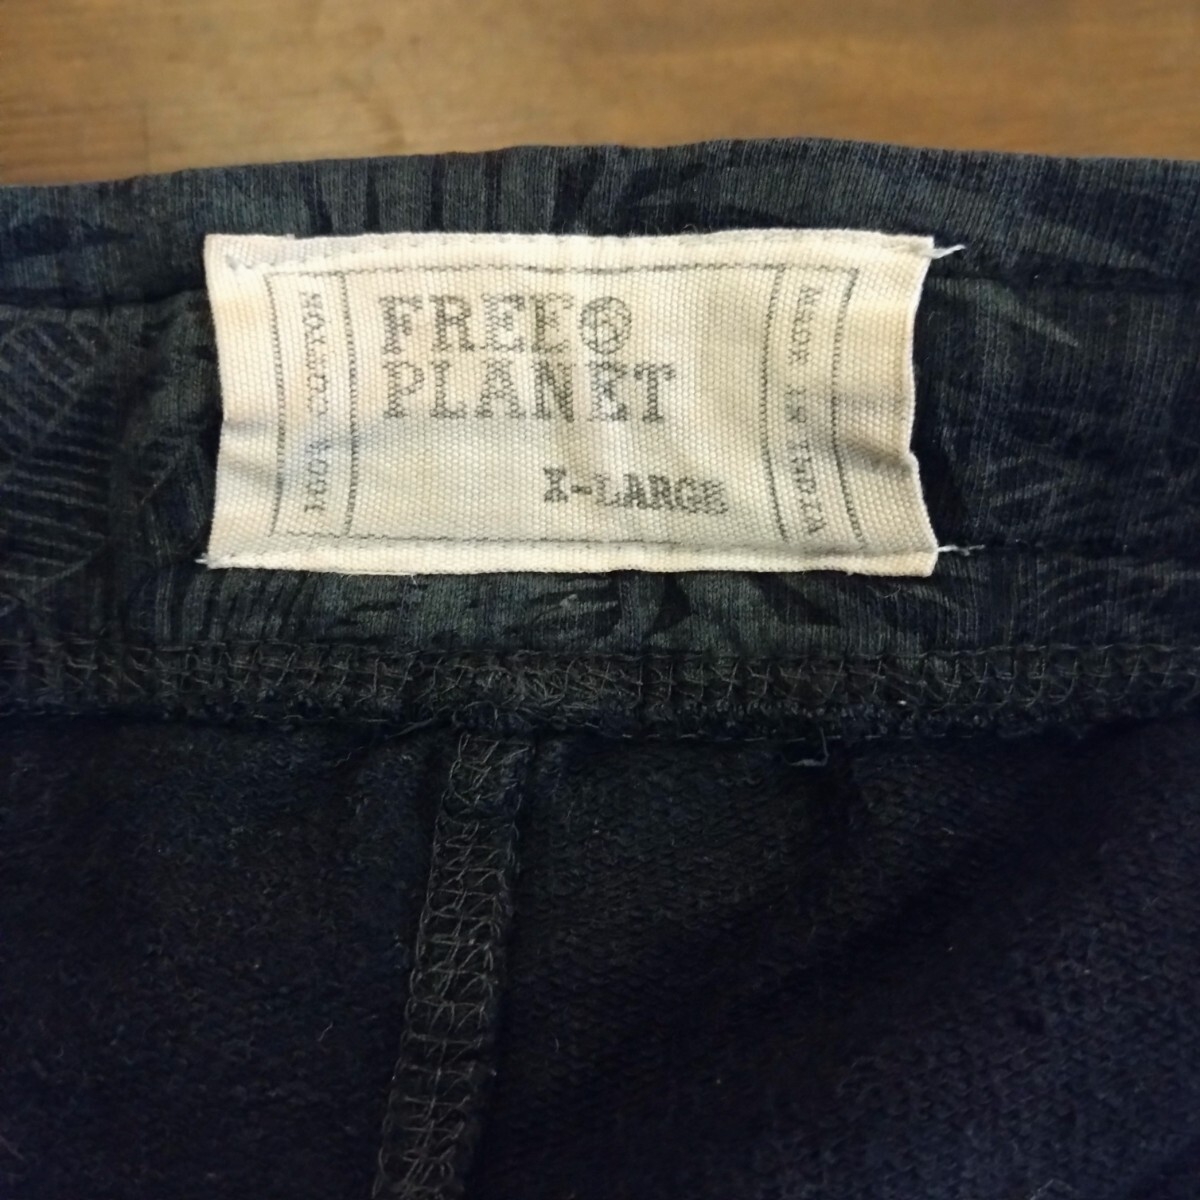 100% COTTON
FREE
PLANET
X-LARGE
MADE IN INDIA